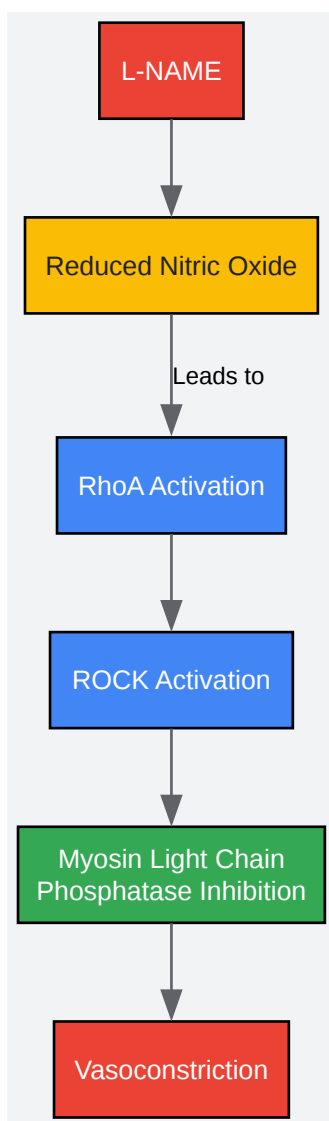 L-NAME
Reduced Nitric Oxide
Leads to
RhoA Activation
ROCK Activation
Myosin Light Chain
Phosphatase Inhibition
Vasoconstriction